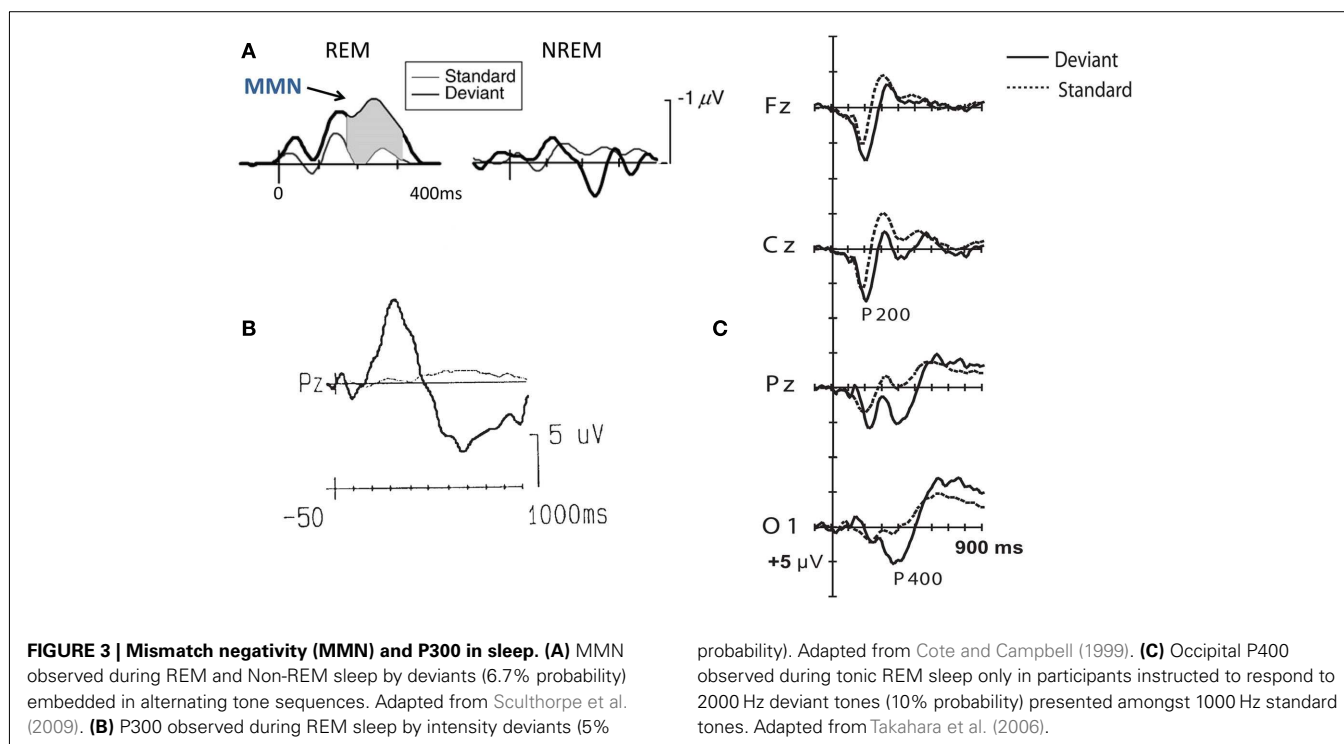 A
REM
NREM
MMN
Standard
Deviant
-1 μV
0
400ms
B
Pz
5 uV
-50
1000ms
C
Deviant
Standard
Fz
Cz
P200
Pz
O1
+5 μV
900 ms
P400
FIGURE 3 | Mismatch negativity (MMN) and P300 in sleep. (A) MMN
observed during REM and Non-REM sleep by deviants (6.7% probability)
embedded in alternating tone sequences. Adapted from Sculthorpe et al.
(2009). (B) P300 observed during REM sleep by intensity deviants (5%
probability). Adapted from Cote and Campbell (1999). (C) Occipital P400
observed during tonic REM sleep only in participants instructed to respond to
2000 Hz deviant tones (10% probability) presented amongst 1000 Hz standard
tones. Adapted from Takahara et al. (2006).